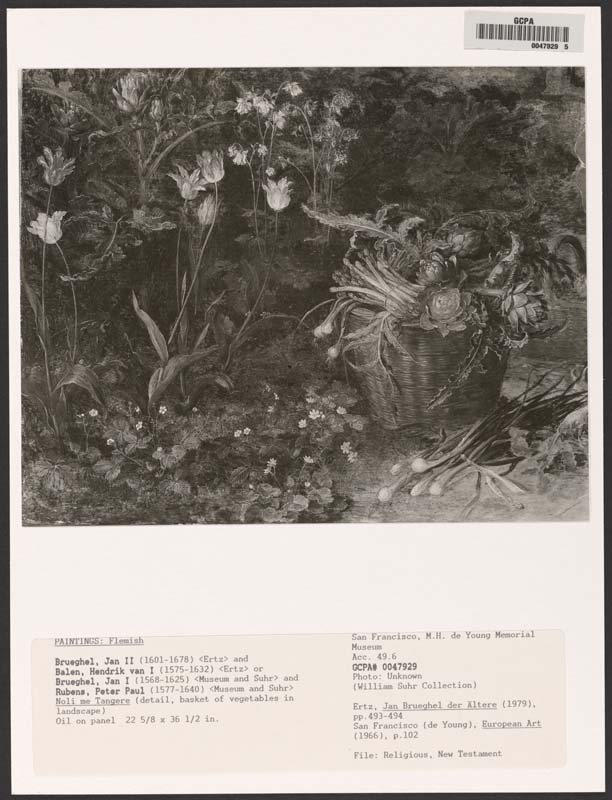 GCPA
0047929 5
PAINTINGS: Flemish
Brueghel, Jan II (1601-1678) <Ertz> and
Balen, Hendrik van I (1575-1632) <Ertz> or
Brueghel, Jan I (1568-1625) <Museum and Suhr> and
Rubens, Peter Paul (1577-1640) <Museum and Suhr>
Noli me Tangere (detail, basket of vegetables in
landscape)
Oil on panel 22 5/8 x 36 1/2 in.
San Francisco, M.H. de Young Memorial
Museum
Acc. 49.6
GCPA# 0047929
Photo: Unknown
(William Suhr Collection)
Ertz, Jan Brueghel der Altere (1979),
pp.493-494
San Francisco (de Young), European Art
(1966), p.102
File: Religious, New Testament